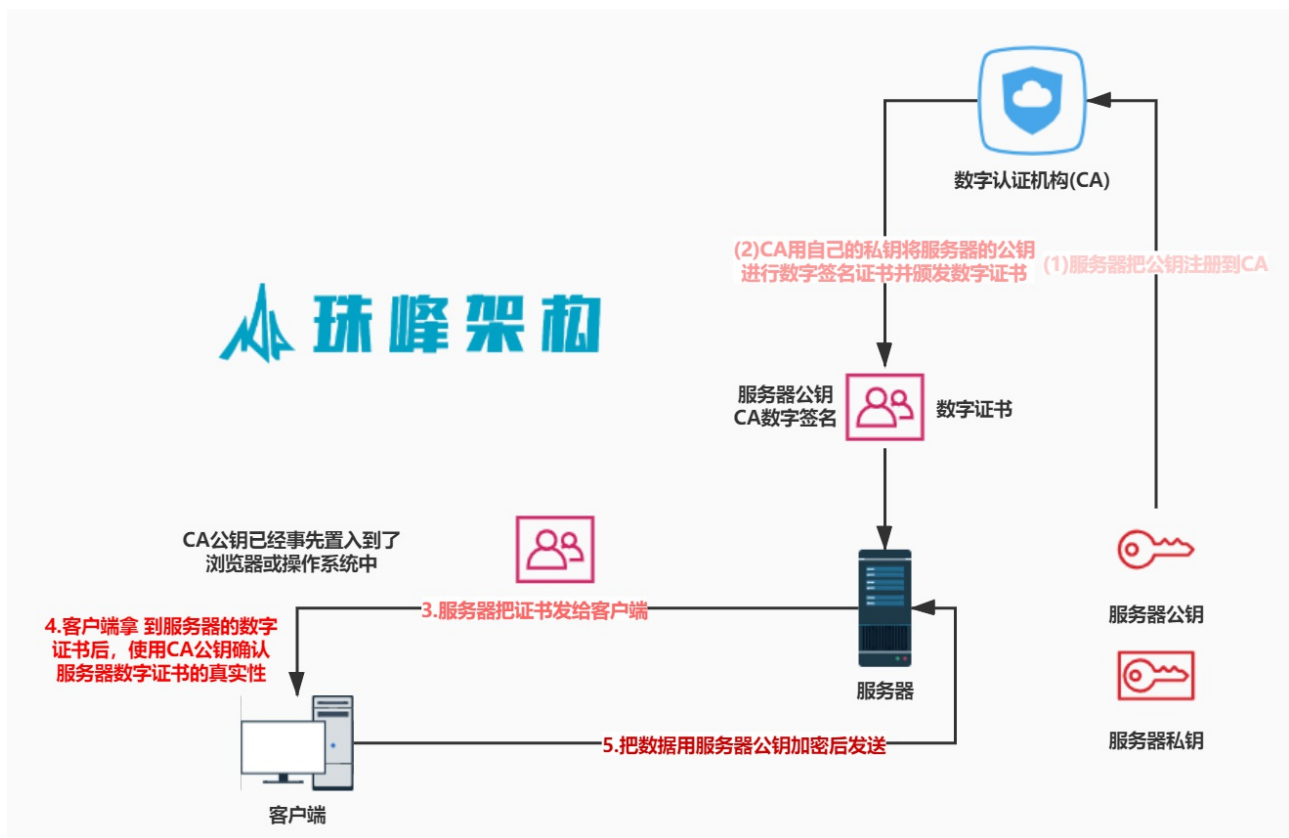 数字认证机构(CA)
(2)CA用自己的私钥将服务器的公钥
进行数字签名证书并颁发数字证书
(1)服务器把公钥注册到CA
珠峰架构
服务器公钥
CA数字签名
数字证书
CA公钥已经事先置入到了
浏览器或操作系统中
3.服务器把证书发给客户端
4.客户端拿 到服务器的数字
证书后，使用CA公钥确认
服务器数字证书的真实性
服务器公钥
服务器
服务器私钥
5.把数据用服务器公钥加密后发送
客户端